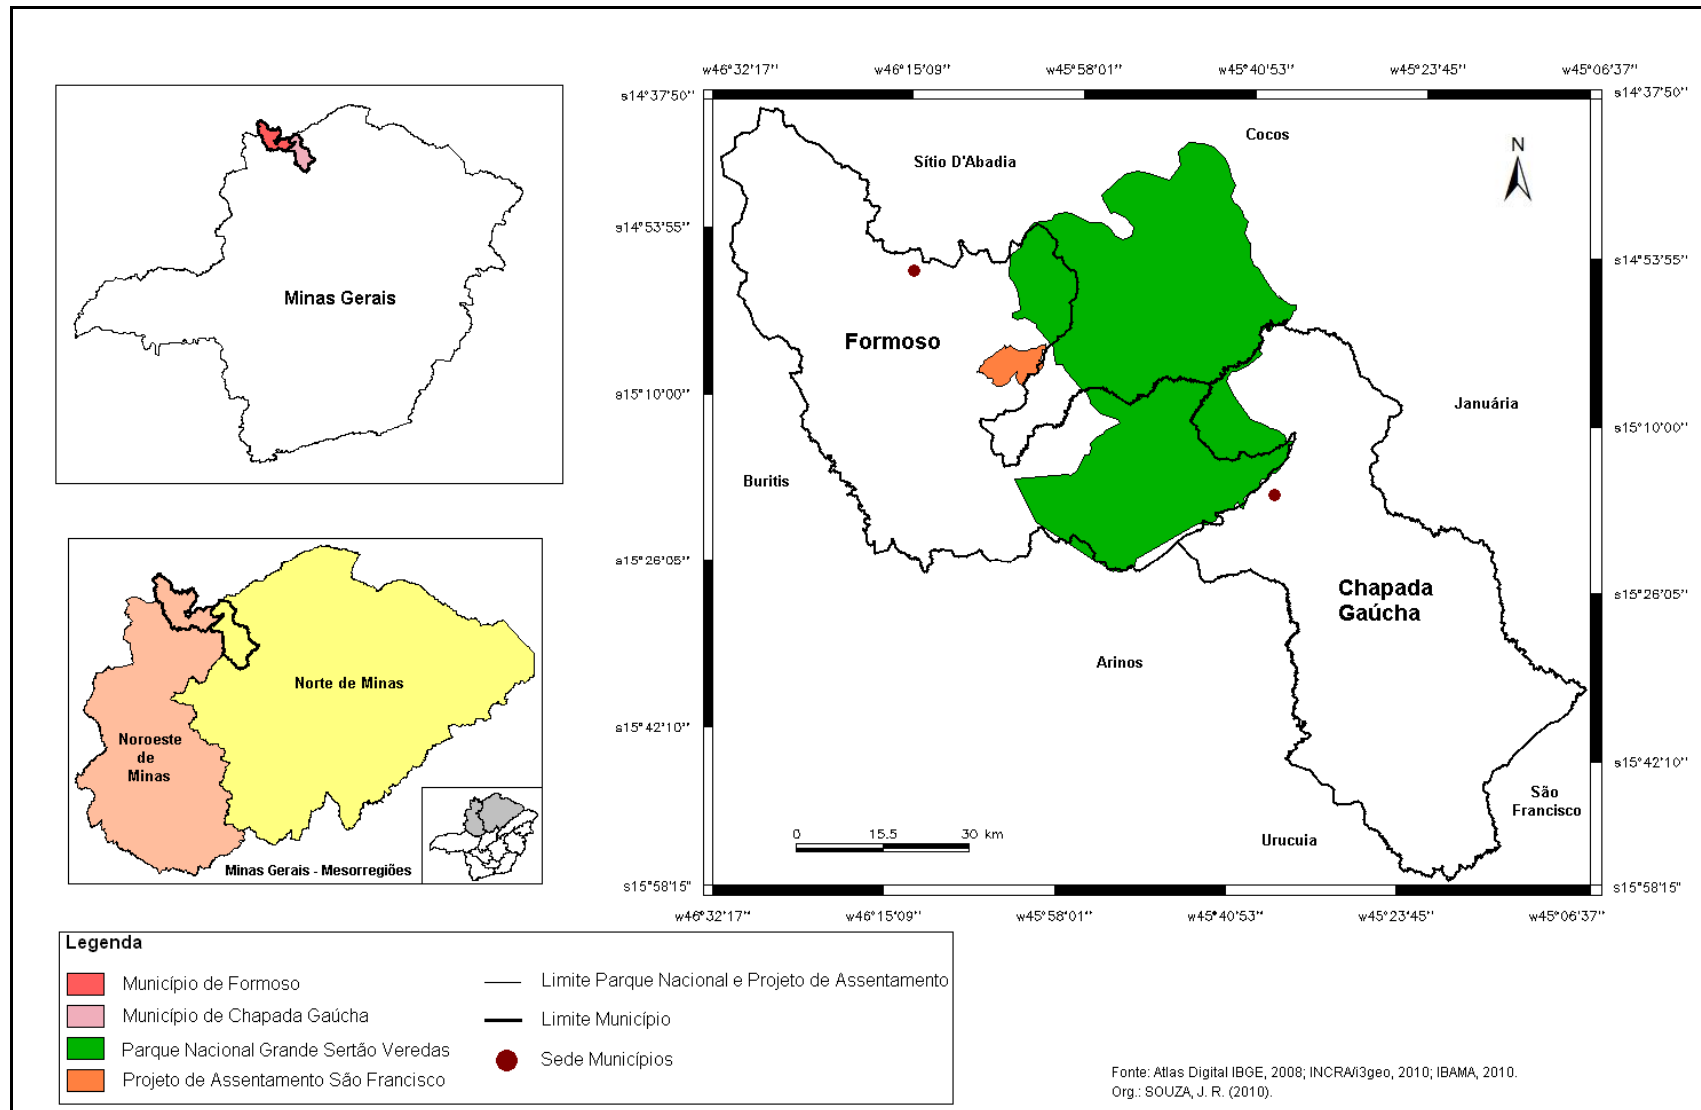 Minas Gerais
Norte de Minas
Noroeste
de
Minas
Minas Gerais - Mesorregiões
w46°32'17'' w46°15'09'' w45°58'01'' w45°40'53'' w45°23'45'' w45°06'37''
s14°37'50'' s14°37'50''
s14°53'55'' s14°53'55''
s15°10'00'' s15°10'00''
s15°26'05'' s15°26'05''
s15°42'10'' s15°42'10''
s15°58'15'' s15°58'15''
w46°32'17'' w46°15'09'' w45°58'01'' w45°40'53'' w45°23'45'' w45°06'37''
Cocos
Sítio D'Abadia
N
Formoso
Januária
Buritis
Chapada
Gaúcha
Arinos
São
Francisco
Urucuia
0 15.5 30 km
Legenda
Município de Formoso
Município de Chapada Gaúcha
Parque Nacional Grande Sertão Veredas
Projeto de Assentamento São Francisco
Limite Parque Nacional e Projeto de Assentamento
Limite Município
Sede Municípios
Fonte: Atlas Digital IBGE, 2008; INCRA/i3geo, 2010; IBAMA, 2010.
Org.: SOUZA, J. R. (2010).